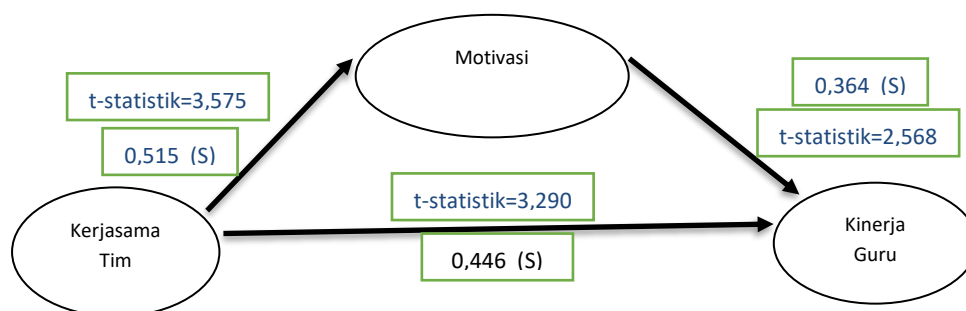 Motivasi
t-statistik=3,575
0,515 (S)
0,364 (S)
t-statistik=2,568
Kerjasama
Tim
t-statistik=3,290
0,446 (S)
Kinerja
Guru